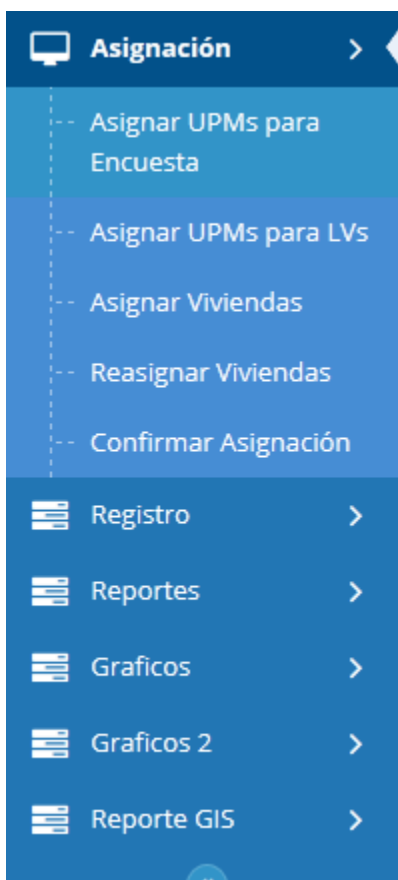 Asignación
Asignar UPMs para
Encuesta
Asignar UPMs para LVs
Asignar Viviendas
Reasignar Viviendas
Confirmar Asignación
Registro
Reportes
Graficos
Graficos 2
Reporte GIS